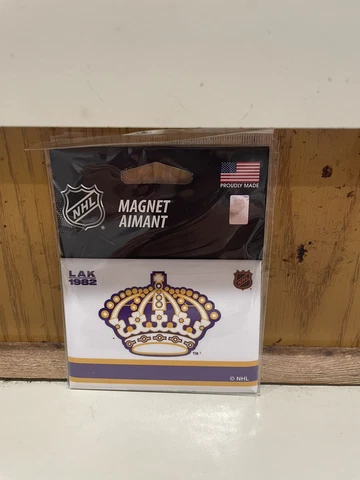 NHL
MAGNET
AIMANT
PROUDLY MADE
LAK
1982
TM
© NHL